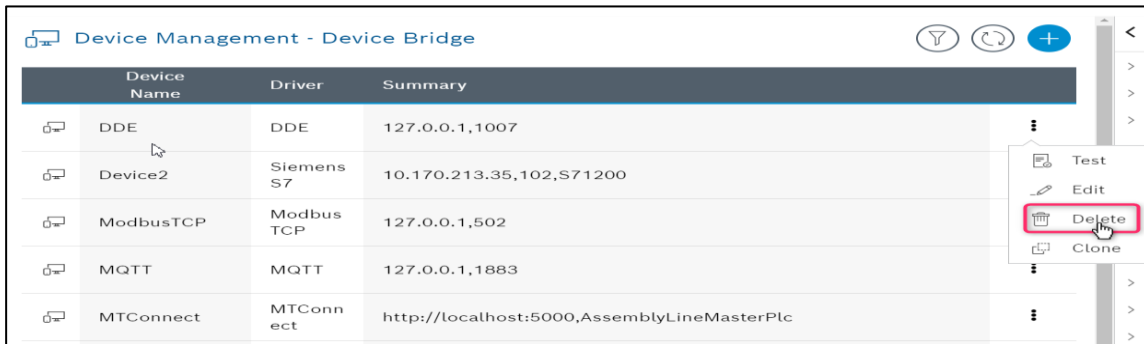 Device Management - Device Bridge
Device
Name
Driver
Summary
DDE
DDE
127.0.0.1,1007
Test
Device2
Siemens
S7
10.170.213.35,102,S71200
Edit
ModbusTCP
Modbus
TCP
127.0.0.1,502
Delete
Clone
MQTT
MQTT
127.0.0.1,1883
MTConnect
MTConn
ect
http://localhost:5000,AssemblyLineMasterPlc